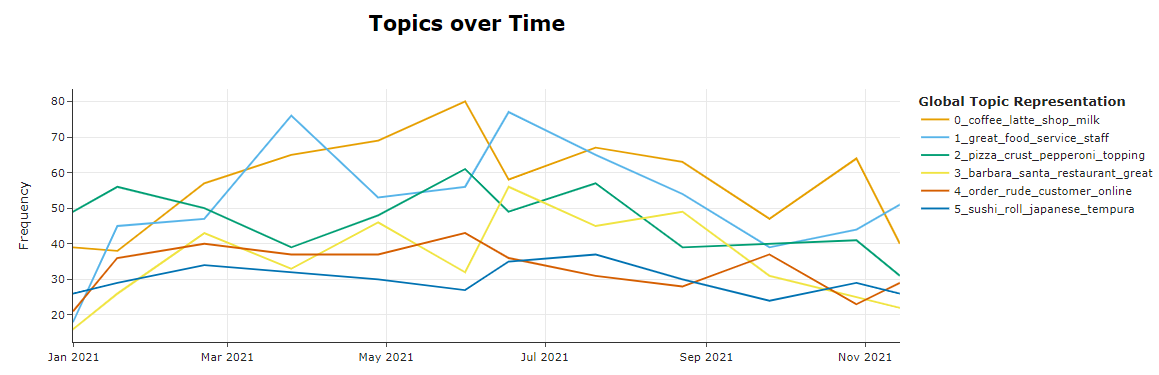 Topics over Time
Frequency
80
70
60
50
40
30
20
Jan 2021
Mar 2021
May 2021
Jul 2021
Sep 2021
Nov 2021
Global Topic Representation
0_coffee_latte_shop_milk
1_great_food_service_staff
2_pizza_crust_pepperoni_topping
3_barbara_santa_restaurant_great
4_order_rude_customer_online
5_sushi_roll_japanese_tempura